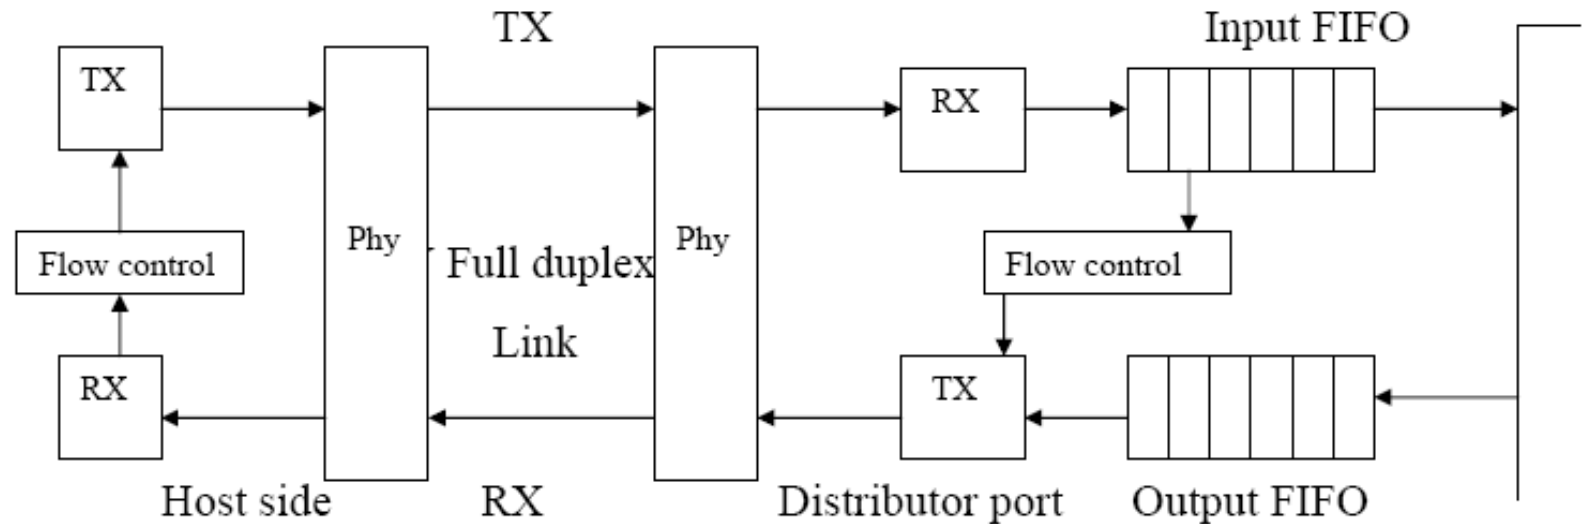 TX
Input FIFO
TX
RX
Phy
Phy
Flow control
Full duplex
Flow control
Link
RX
TX
Host side
RX
Distributor port
Output FIFO